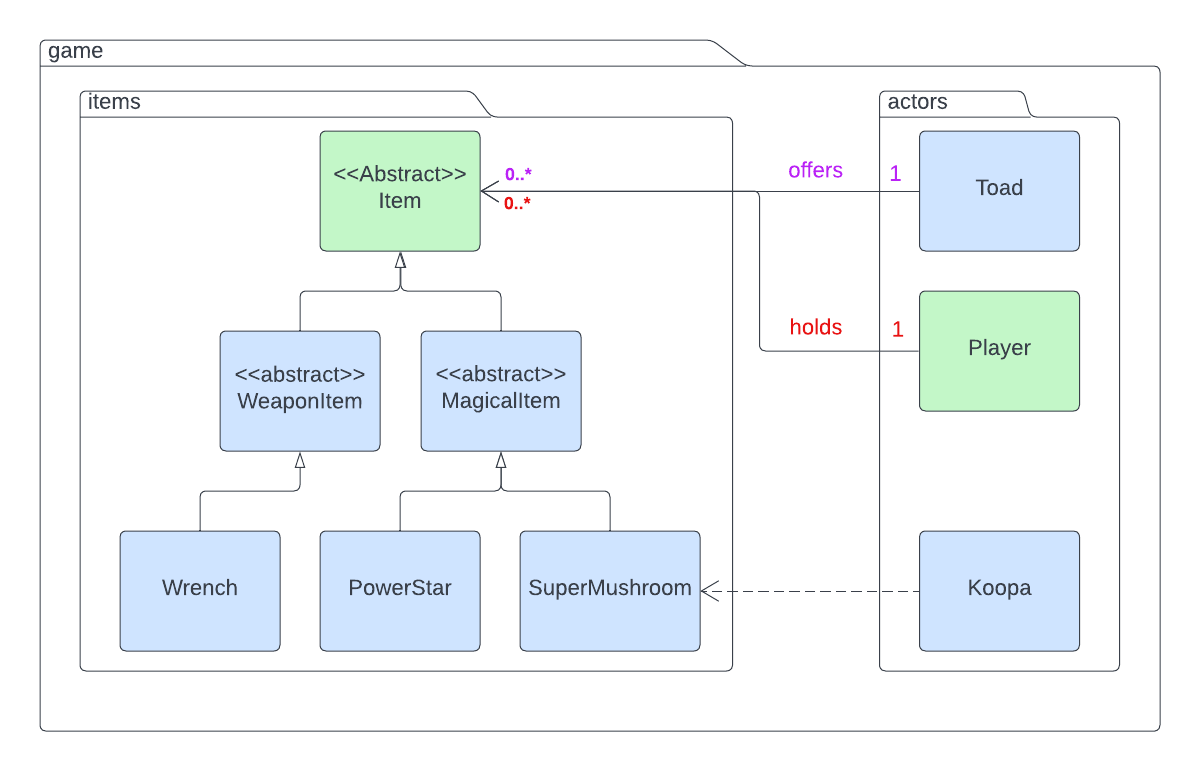 game
items
actors
<<Abstract>>
Item
0..*
0..*
offers
1
Toad
holds
1
Player
<<abstract>>
WeaponItem
<<abstract>>
MagicalItem
Wrench
PowerStar
SuperMushroom
Koopa